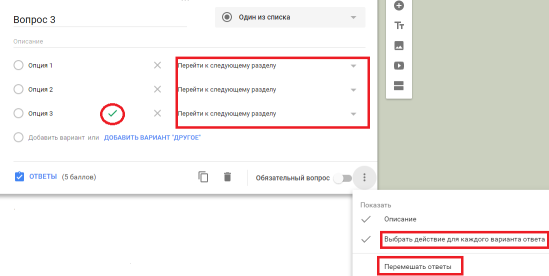 Вопрос 3
Один из списка
Описание
Опция 1
Перейти к следующему разделу
Опция 2
Перейти к следующему разделу
Опция 3
Перейти к следующему разделу
Добавить вариант или ДОБАВИТЬ ВАРИАНТ "ДРУГОЕ"
ОТВЕТЫ (5 баллов)
Обязательный вопрос
Показать
Описание
Выбрать действие для каждого варианта ответа
Перемешать ответы